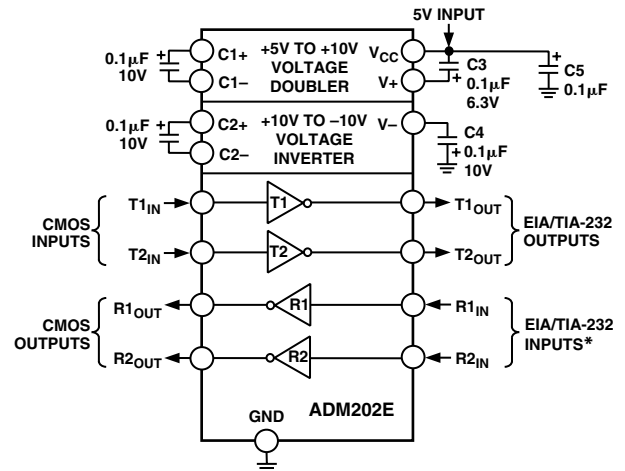 5V INPUT
0.1µF
10V
+
C1+
C1–
+5V TO +10V
VOLTAGE
DOUBLER
VCC
V+
+
C3
0.1µF
6.3V
+
C5
0.1µF
0.1µF
10V
+
C2+
C2–
+10V TO –10V
VOLTAGE
INVERTER
V–
+
C4
0.1µF
10V
CMOS
INPUTS
T1IN
T2IN
T1
T2
T1OUT
T2OUT
EIA/TIA-232
OUTPUTS
CMOS
OUTPUTS
R1OUT
R2OUT
R1
R2
R1IN
R2IN
EIA/TIA-232
INPUTS*
GND
ADM202E